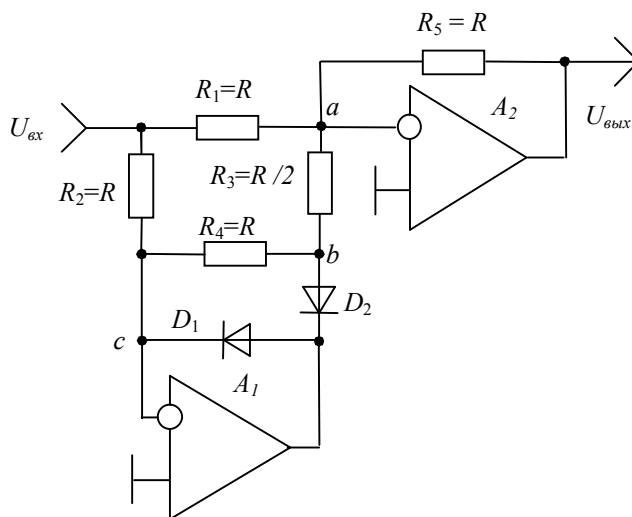 R5 = R
R1=R
a
A2
Uвх
Uвых
R3=R /2
R2=R
R4=R
b
D2
D1
c
A1